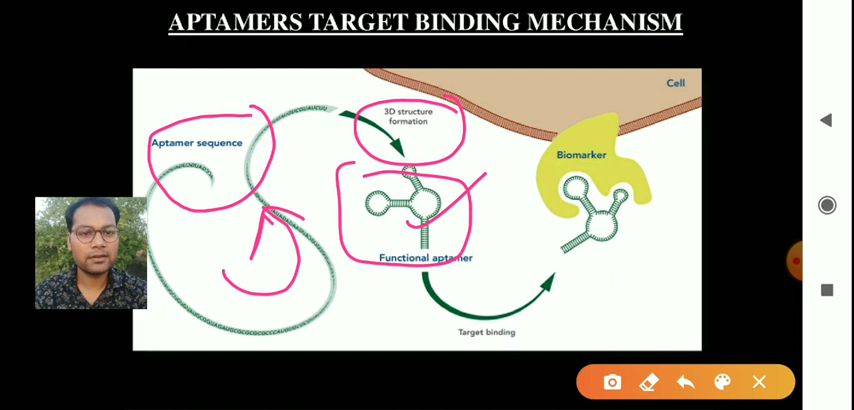 APTAMERS TARGET BINDING MECHANISM
Cell
3D structure
formation
Aptamer sequence
Biomarker
Functional aptamer
Target binding